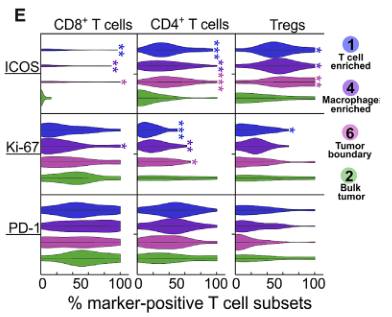 E
CD8+ T cells CD4+ T cells Tregs
ICOS
Ki-67
PD-1
0 50 100 0 50 100 0 50 100
% marker-positive T cell subsets
1
T cell
enriched
4
Macrophage
enriched
6
Tumor
boundary
2
Bulk
tumor